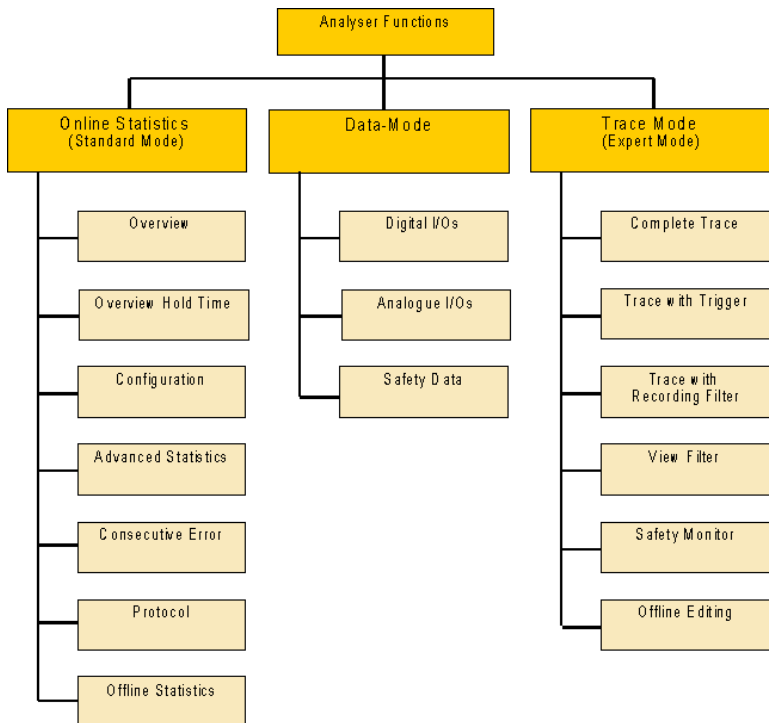 Analyser Functions
Online Statistics
(Standard Mode)
Data-Mode
Trace Mode
(Expert Mode)
Overview
Overview Hold Time
Configuration
Advanced Statistics
Consecutive Error
Protocol
Offline Statistics
Digital I/Os
Analogue I/Os
Safety Data
Complete Trace
Trace with Trigger
Trace with
Recording Filter
View Filter
Safety Monitor
Offline Editing